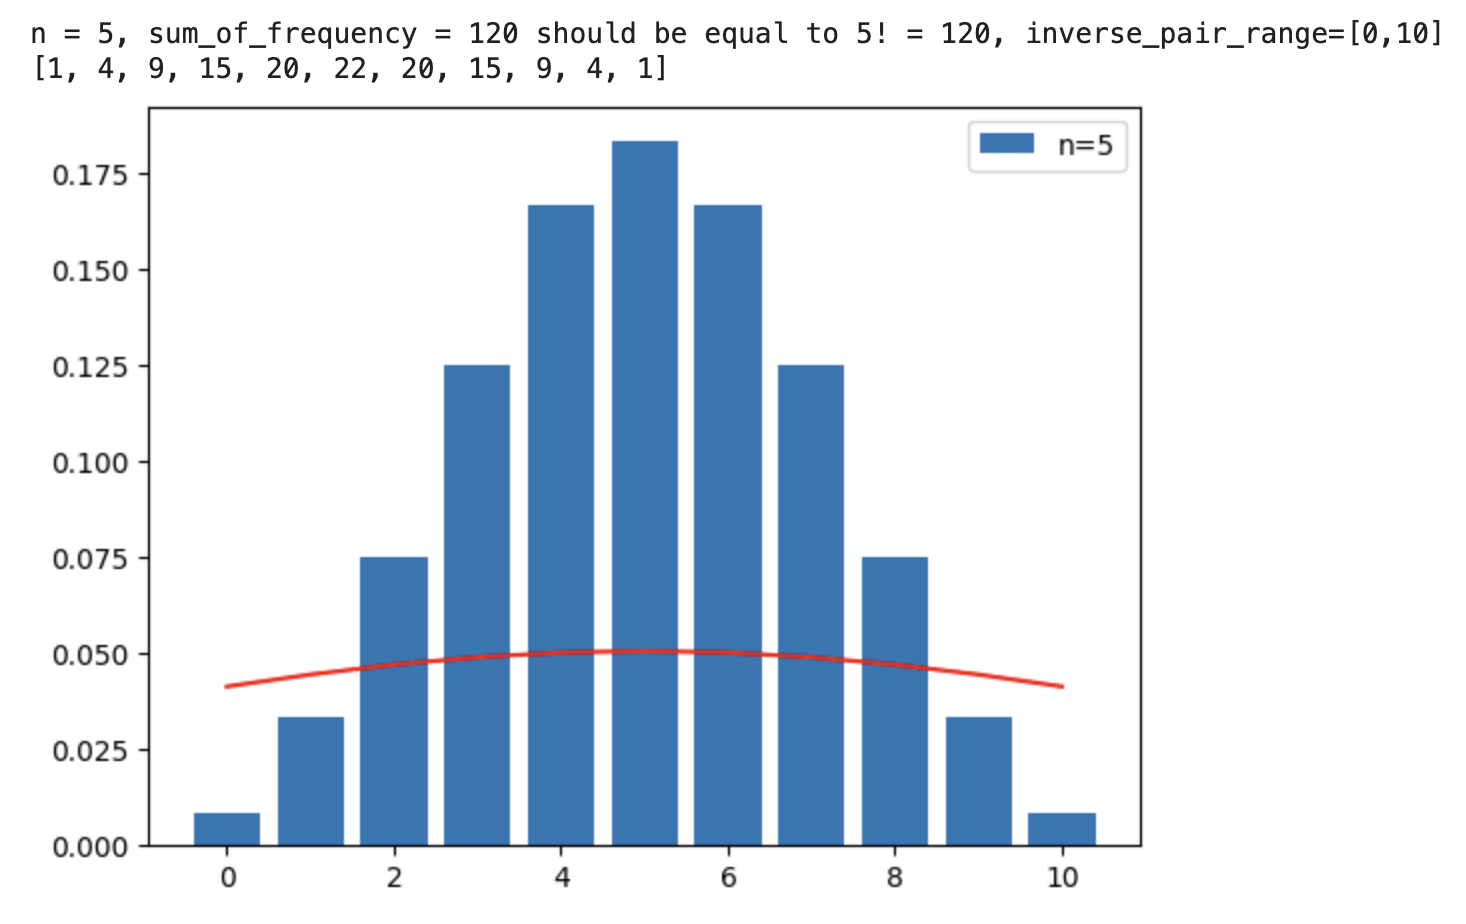 n = 5, sum_of_frequency = 120 should be equal to 5! = 120, inverse_pair_range=[0,10]
[1, 4, 9, 15, 20, 22, 20, 15, 9, 4, 1]
n=5
0.175
0.150
0.125
0.100
0.075
0.050
0.025
0.000
0 2 4 6 8 10